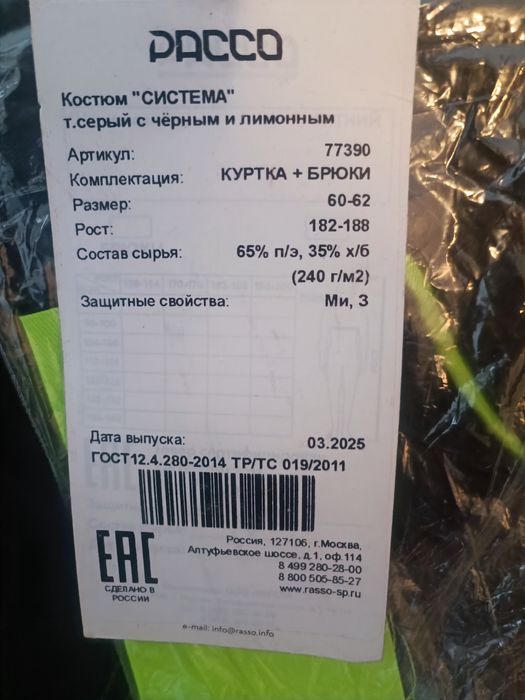 РАССО
Костюм "СИСТЕМА"
т.серый с чёрным и лимонным
Артикул: 77390
Комплектация: КУРТКА + БРЮКИ
Размер: 60-62
Рост: 182-188
Состав сырья: 65% п/э, 35% х/б
(240 г/м2)
Защитные свойства: Ми, З
Дата выпуска: 03.2025
ГОСТ12.4.280-2014 ТР/ТС 019/2011
Россия, 127106, г.Москва,
Алтуфьевское шоссе, д.1, оф.114
8 499 280-28-00
8 800 505-85-27
www.rasso-sp.ru
ЕАС
СДЕЛАНО В
РОССИИ
e-mail: info@rasso.info